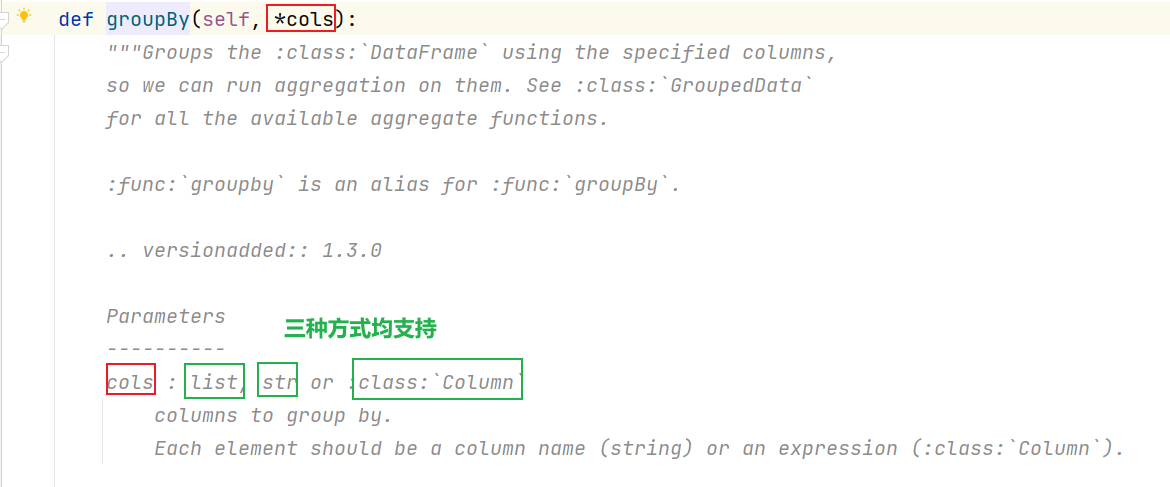 def groupBy(self, *cols):
"""Groups the :class:`DataFrame` using the specified columns,
so we can run aggregation on them. See :class:`GroupedData`
for all the available aggregate functions.
:func:`groupby` is an alias for :func:`groupBy`.
.. versionadded:: 1.3.0
Parameters
三种方式均支持
----------
cols : list, str or :class:`Column`
columns to group by.
Each element should be a column name (string) or an expression (:class:`Column`).